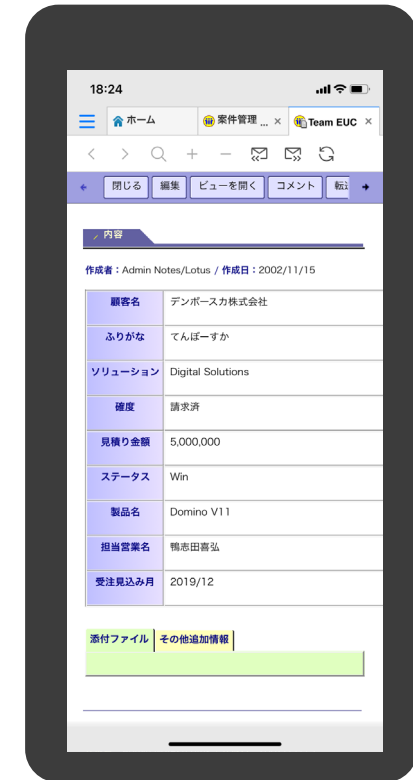 18:24
ホーム 案件管理 ... × Team EUC ×
閉じる 編集 ビューを開く コメント 転送
内容
作成者：Admin Notes/Lotus / 作成日：2002/11/15
顧客名 デンボースカ株式会社
ふりがな てんぼーすか
ソリューション Digital Solutions
確度 請求済
見積り金額 5,000,000
ステータス Win
製品名 Domino V11
担当営業名 鴨志田喜弘
受注見込み月 2019/12
添付ファイル その他追加情報